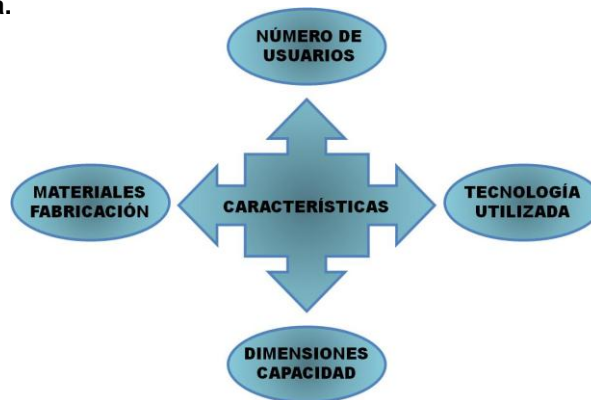 a.
NÚMERO DE
USUARIOS
MATERIALES
FABRICACIÓN
CARACTERÍSTICAS
TECNOLOGÍA
UTILIZADA
DIMENSIONES
CAPACIDAD